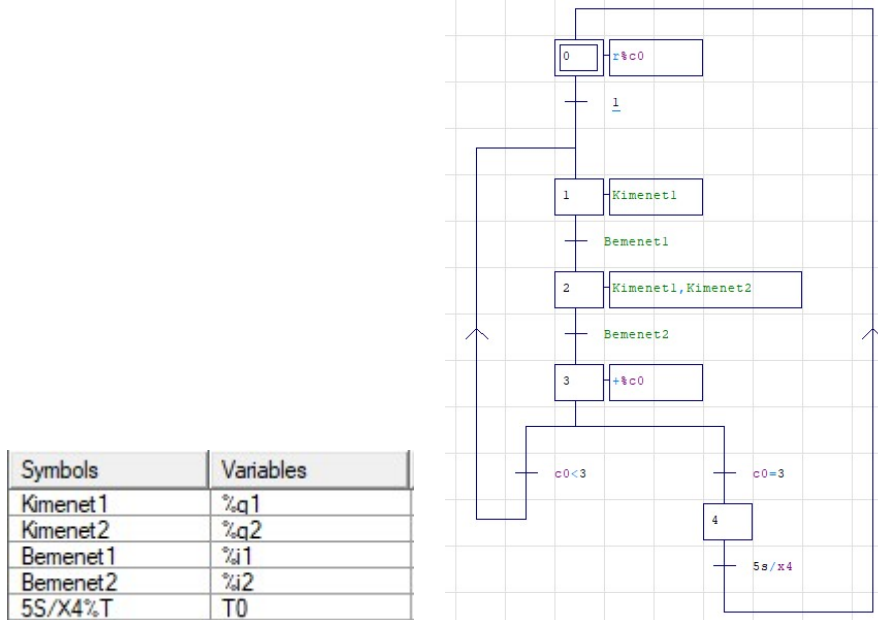 0 r%c0
1
1 Kimenet1
Bemenet1
2 Kimenet1,Kimenet2
Bemenet2
3 +%c0
c0<3 c0=3
4
5s/x4
Symbols Variables
Kimenet1 %q1
Kimenet2 %q2
Bemenet1 %i1
Bemenet2 %i2
5S/X4%T T0